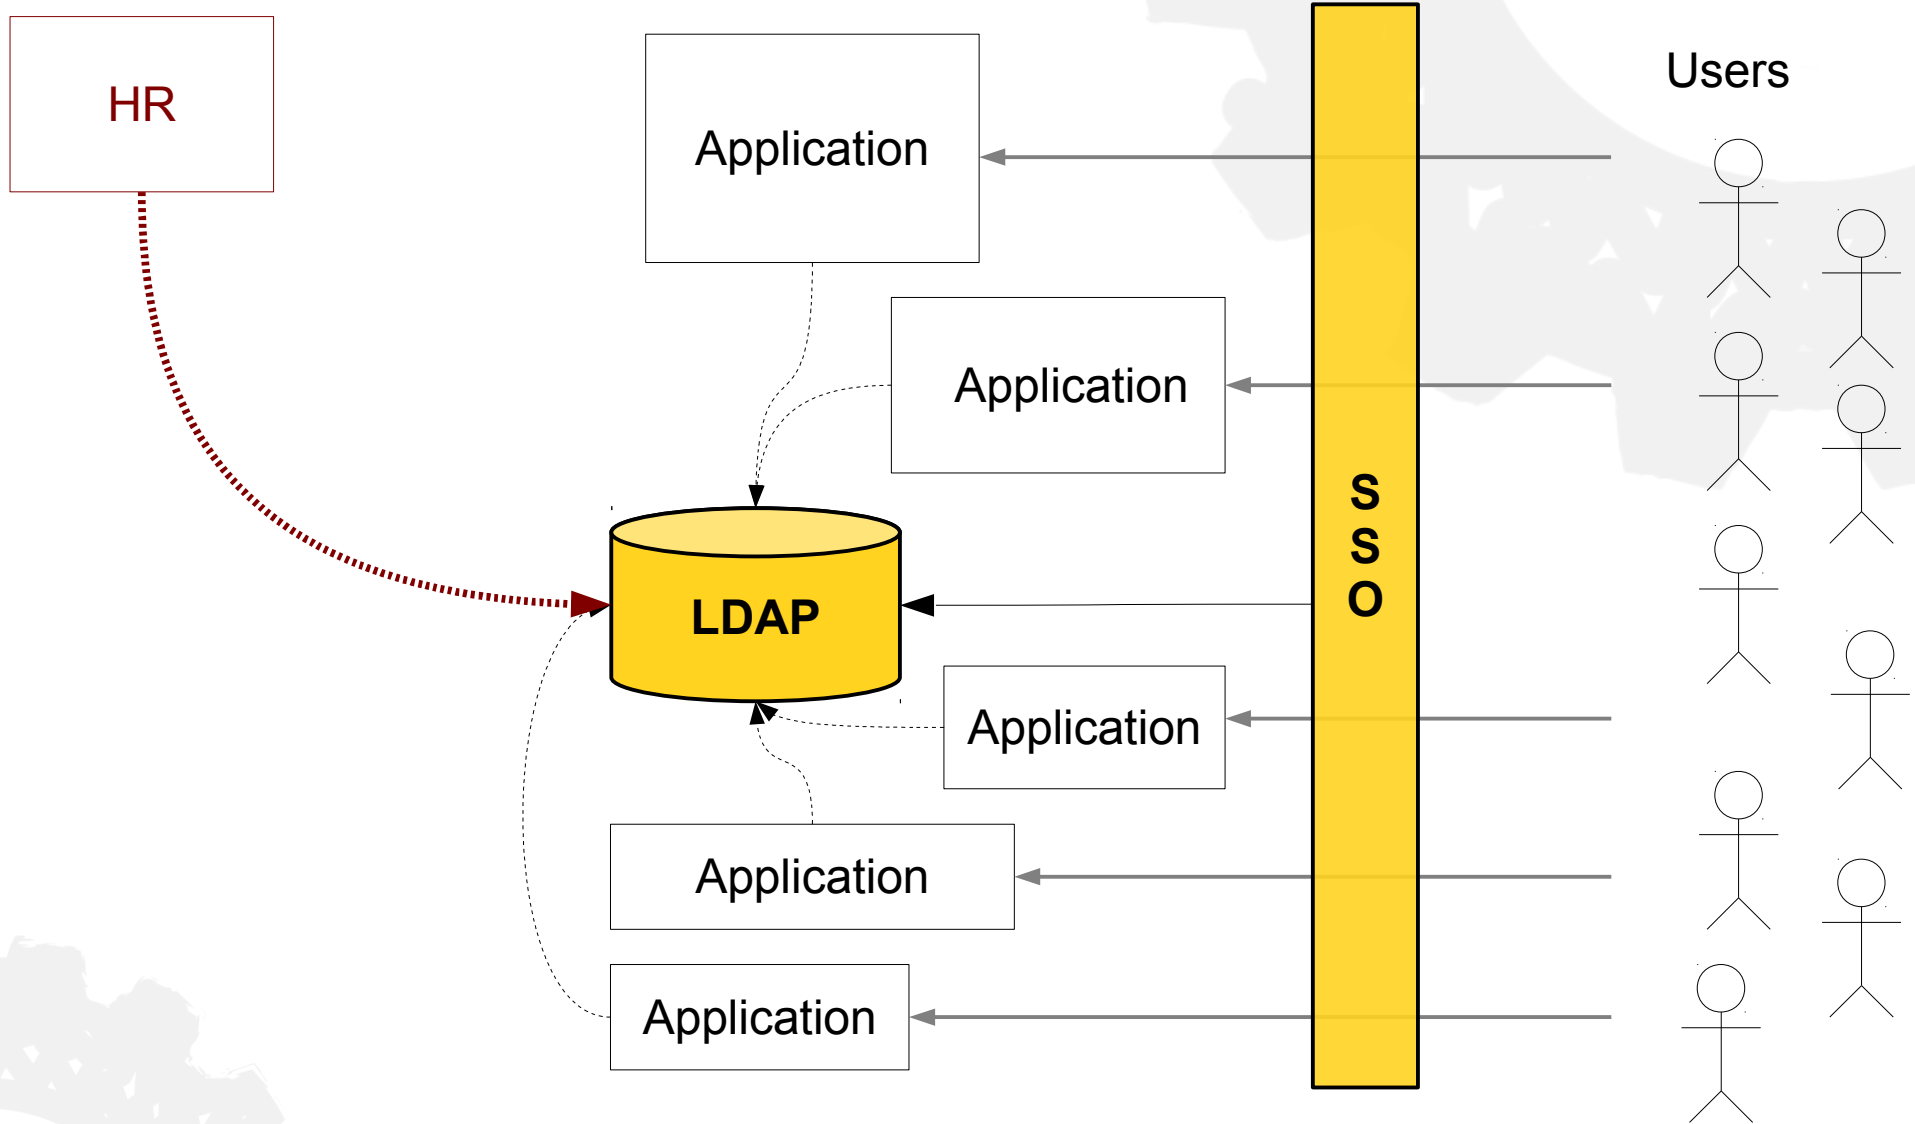 HR
Application
Users
Application
S
S
O
LDAP
Application
Application
Application